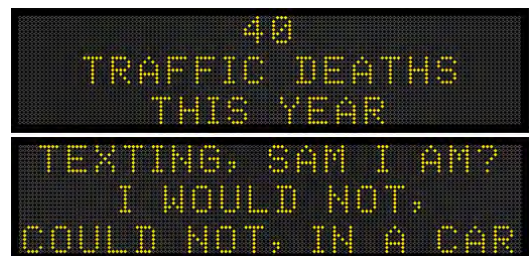 40
TRAFFIC DEATHS
THIS YEAR
TEXTING, SAM I AM?
I WOULD NOT,
COULD NOT, IN A CAR